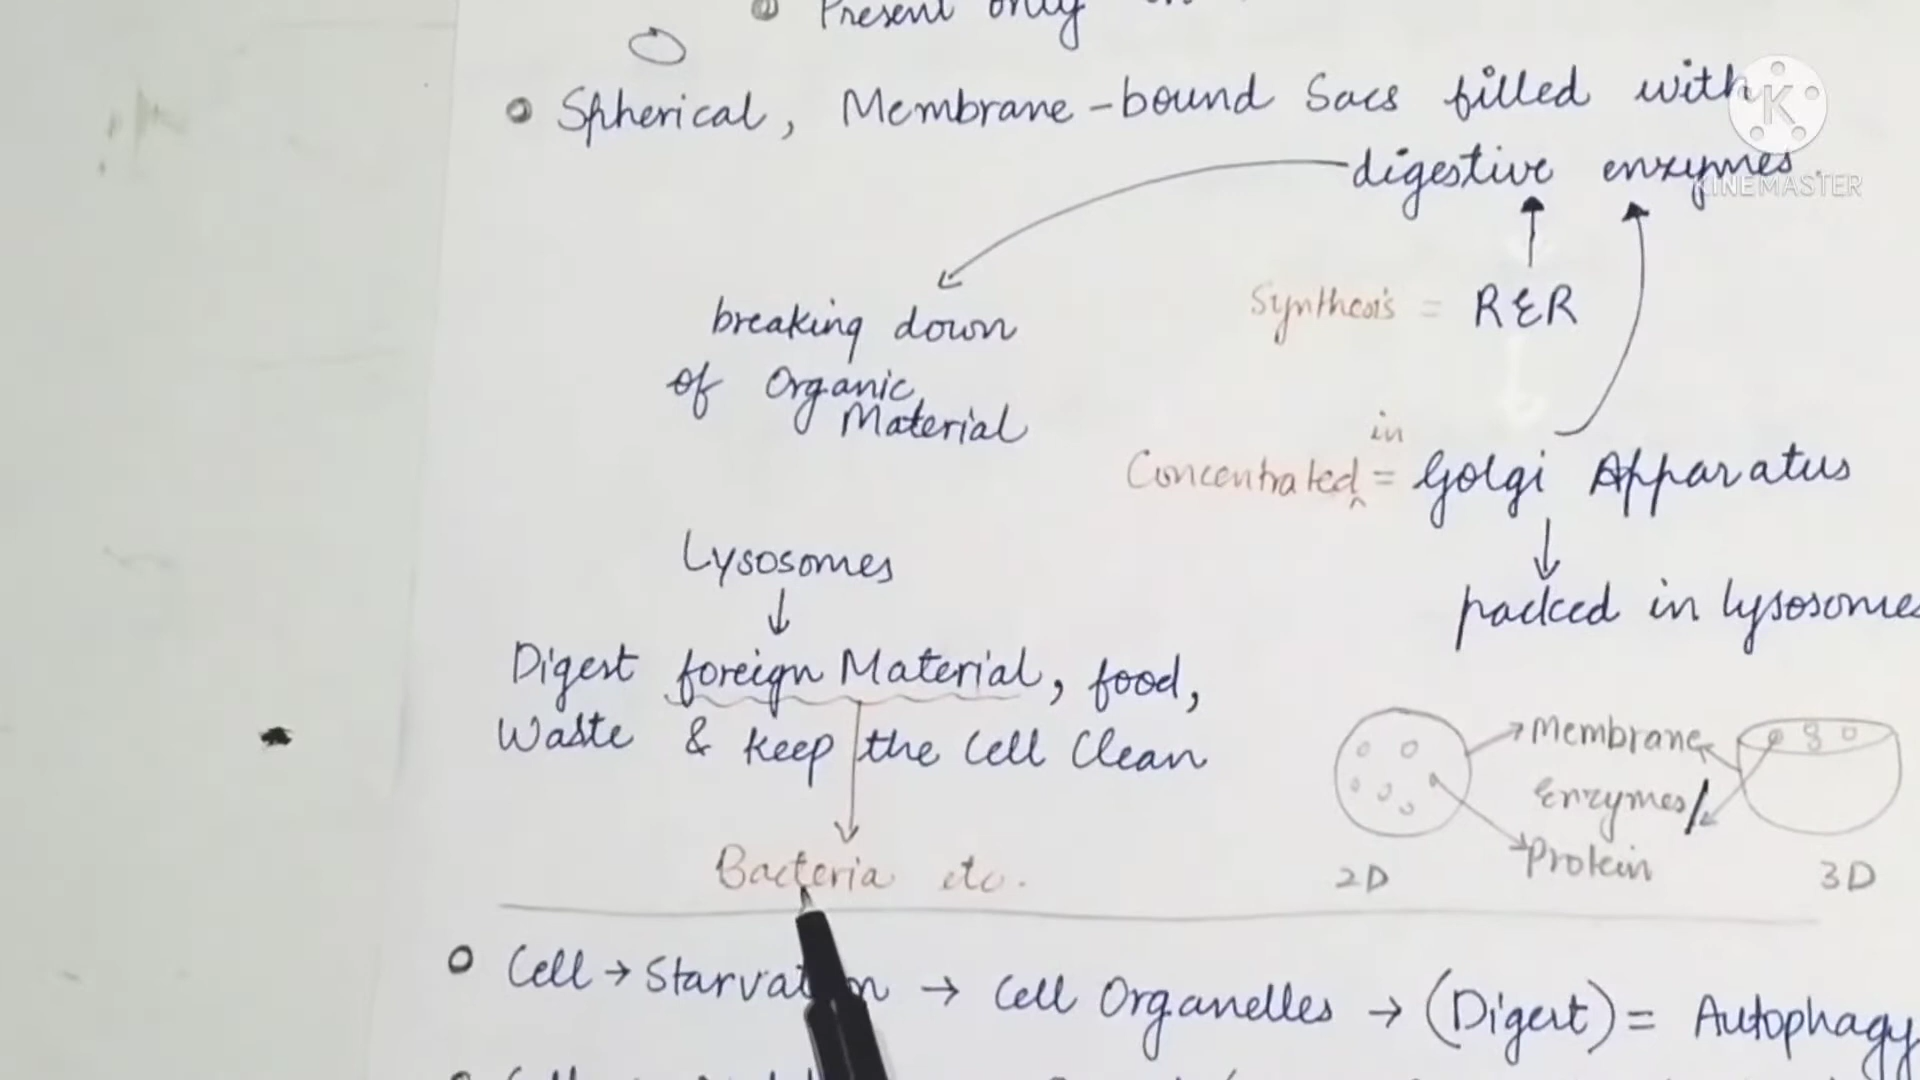 Present only
Spherical, Membrane-bound Sacs filled with
digestive enzymes.
K
KINEMASTER
breaking down
of Organic
Material
Synthesis = RER
in
Concentrated ^ = Golgi Apparatus
packed in lysosomes
Lysosomes
↓
Digest foreign Material, food,
Waste & keep the Cell Clean
Bacteria etc.
Membrane
Enzymes/
Protein
2D
3D
Cell → Starvation → Cell Organelles → (Digest) = Autophagy